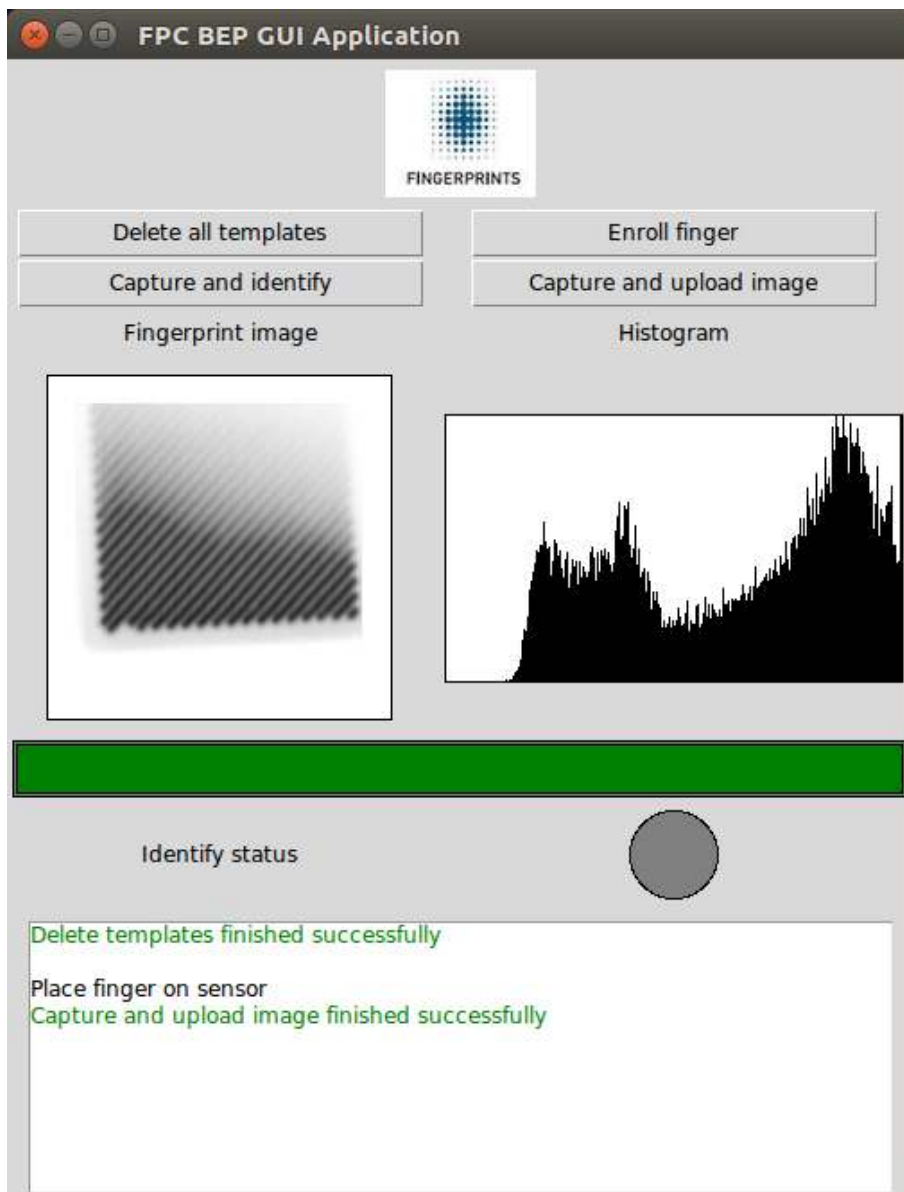 FPC BEP GUI Application
FINGERPRINTS
Delete all templates
Enroll finger
Capture and identify
Capture and upload image
Fingerprint image
Histogram
Identify status
Delete templates finished successfully
Place finger on sensor
Capture and upload image finished successfully